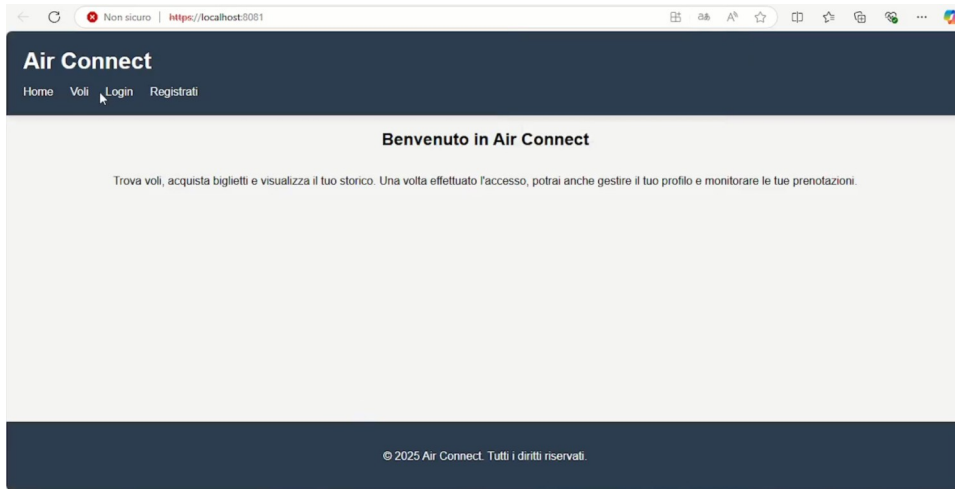 Non sicuro | https://localhost:8081
Air Connect
Home Voli Login Registrati
Benvenuto in Air Connect
Trova voli, acquista biglietti e visualizza il tuo storico. Una volta effettuato l'accesso, potrai anche gestire il tuo profilo e monitorare le tue prenotazioni.
© 2025 Air Connect. Tutti i diritti riservati.